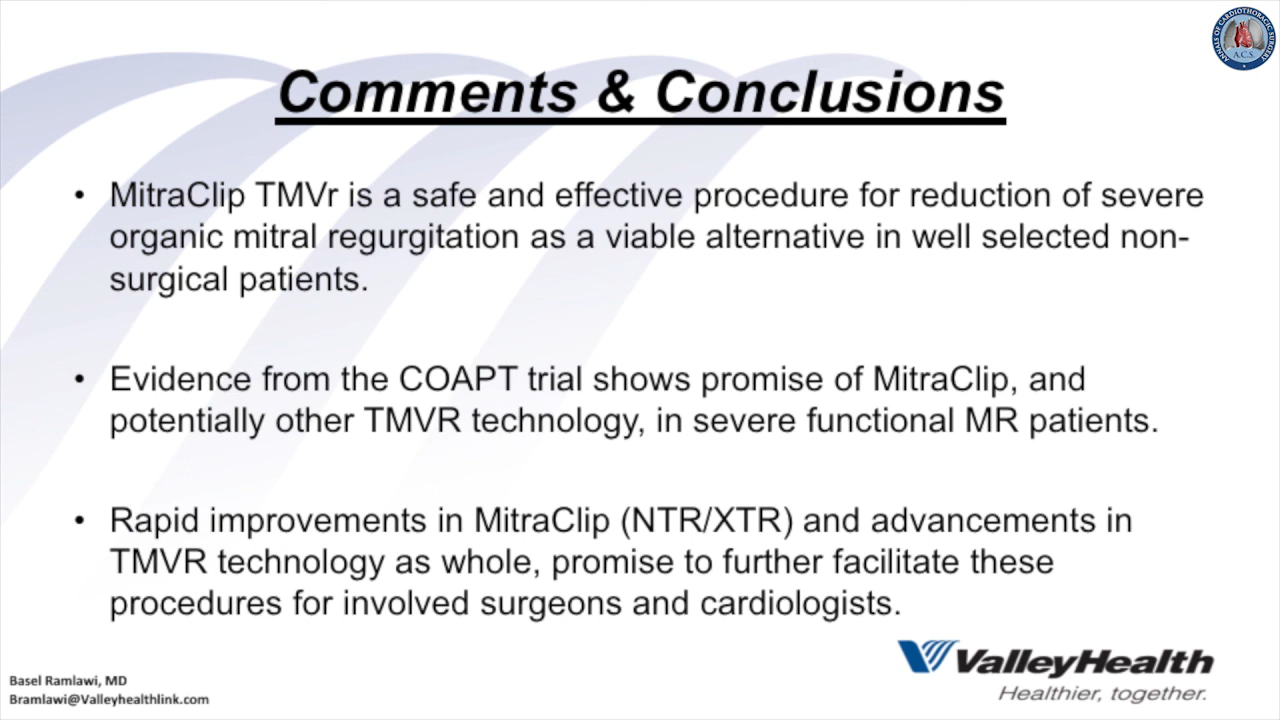 ANNALS OF CARDIOTHORACIC SURGERY
A.C.S
Comments & Conclusions
• MitraClip TMVr is a safe and effective procedure for reduction of severe
organic mitral regurgitation as a viable alternative in well selected non-
surgical patients.
• Evidence from the COAPT trial shows promise of MitraClip, and
potentially other TMVR technology, in severe functional MR patients.
• Rapid improvements in MitraClip (NTR/XTR) and advancements in
TMVR technology as whole, promise to further facilitate these
procedures for involved surgeons and cardiologists.
ValleyHealth
Healthier, together.
Basel Ramlawi, MD
Bramlawi@Valleyhealthlink.com